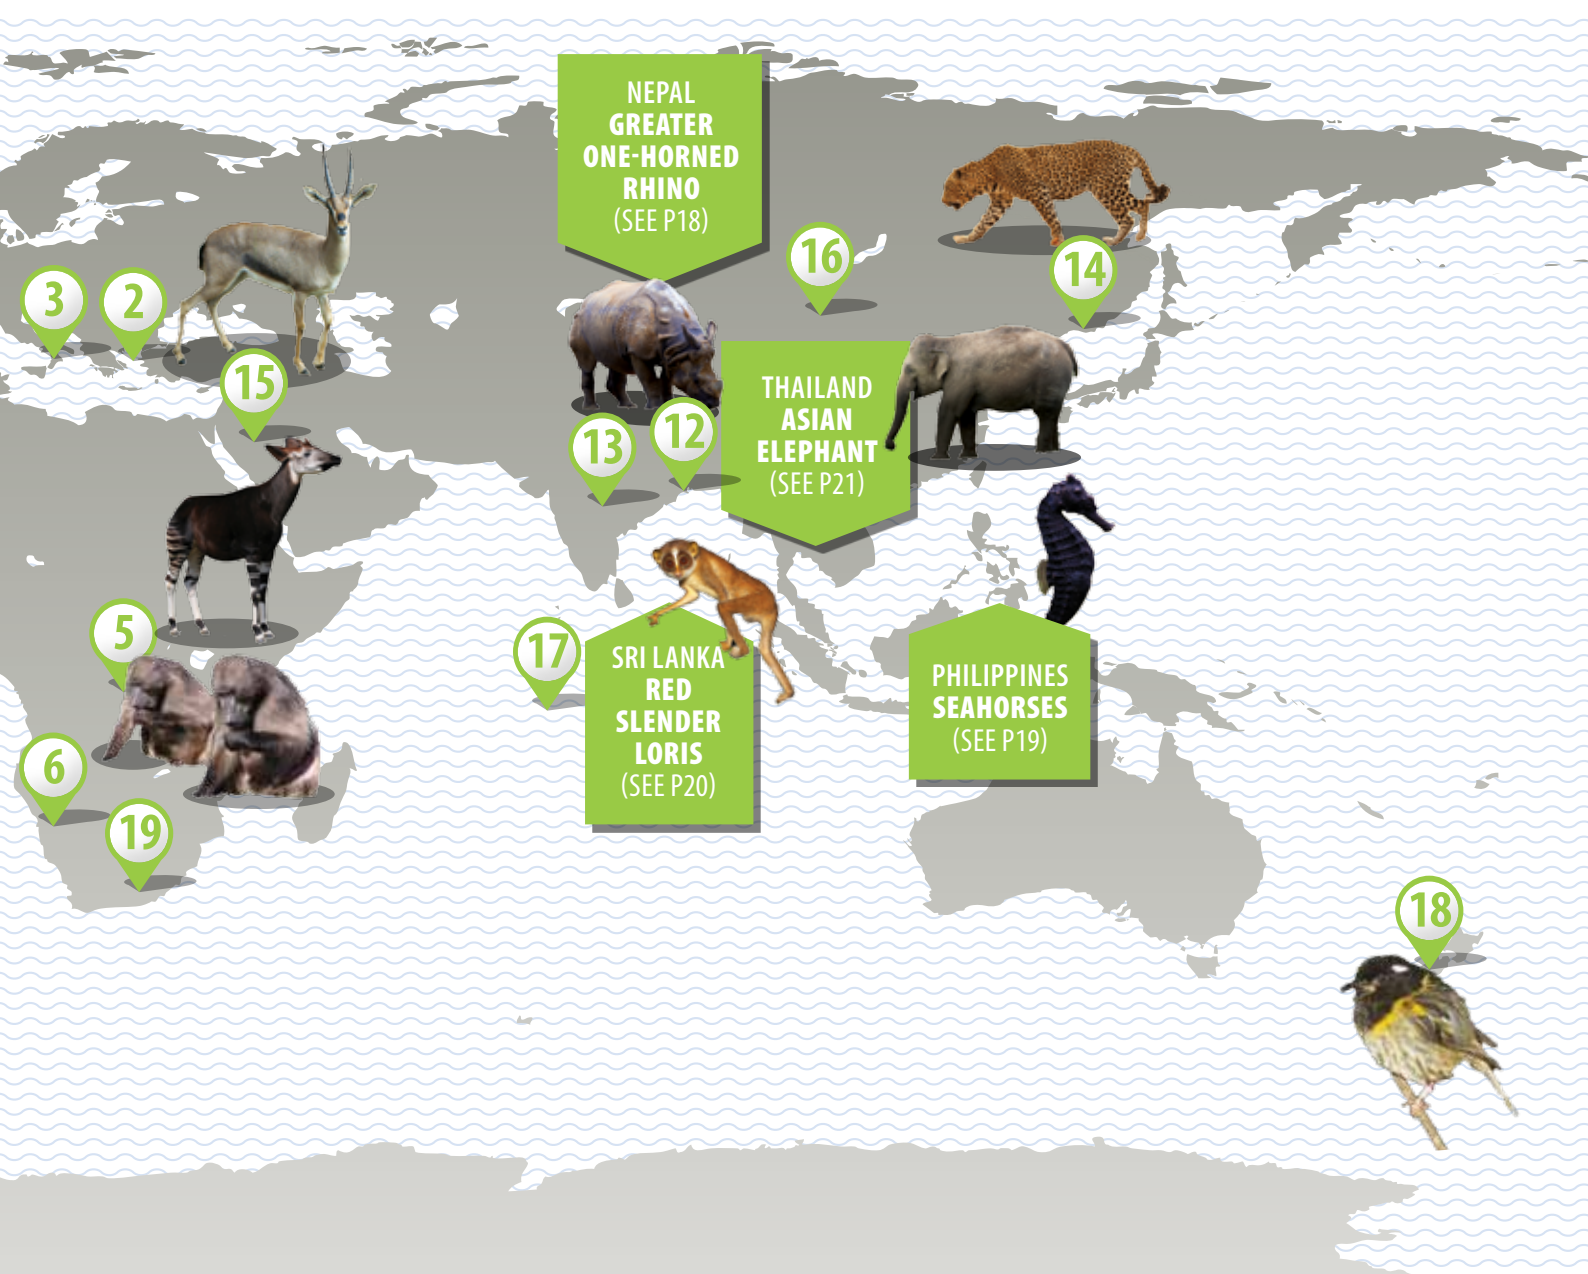 NEPAL
GREATER
ONE-HORNED
RHINO
(SEE P18)
16
14
3
2
15
THAILAND
ASIAN
ELEPHANT
(SEE P21)
13
12
5
17
SRI LANKA
RED
SLENDER
LORIS
(SEE P20)
PHILIPPINES
SEAHORSES
(SEE P19)
6
19
18